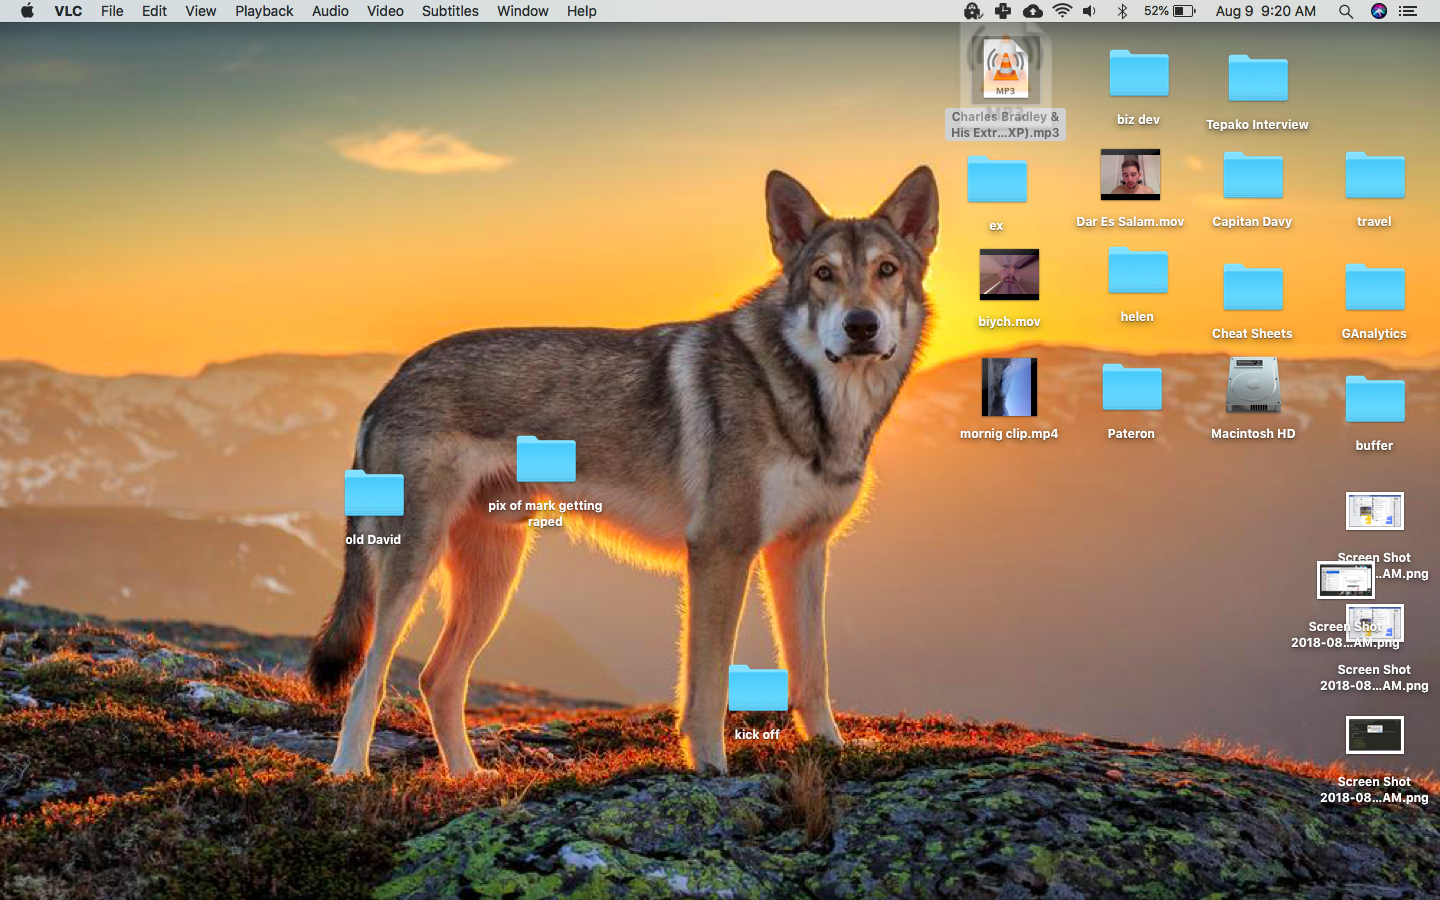 VLC File Edit View Playback Audio Video Subtitles Window Help
52% Aug 9 9:20 AM
MP3
Charles Bradley &
His Extr...XP).mp3
biz dev
Tepako Interview
ex
Dar Es Salam.mov
Capitan Davy
travel
biych.mov
helen
Cheat Sheets
GAnalytics
mornig clip.mp4
Pateron
Macintosh HD
buffer
old David
pix of mark getting
raped
kick off
Screen Shot
...AM.png
Screen Shot
2018-08...AM.png
Screen Shot
2018-08...AM.png
Screen Shot
2018-08...AM.png